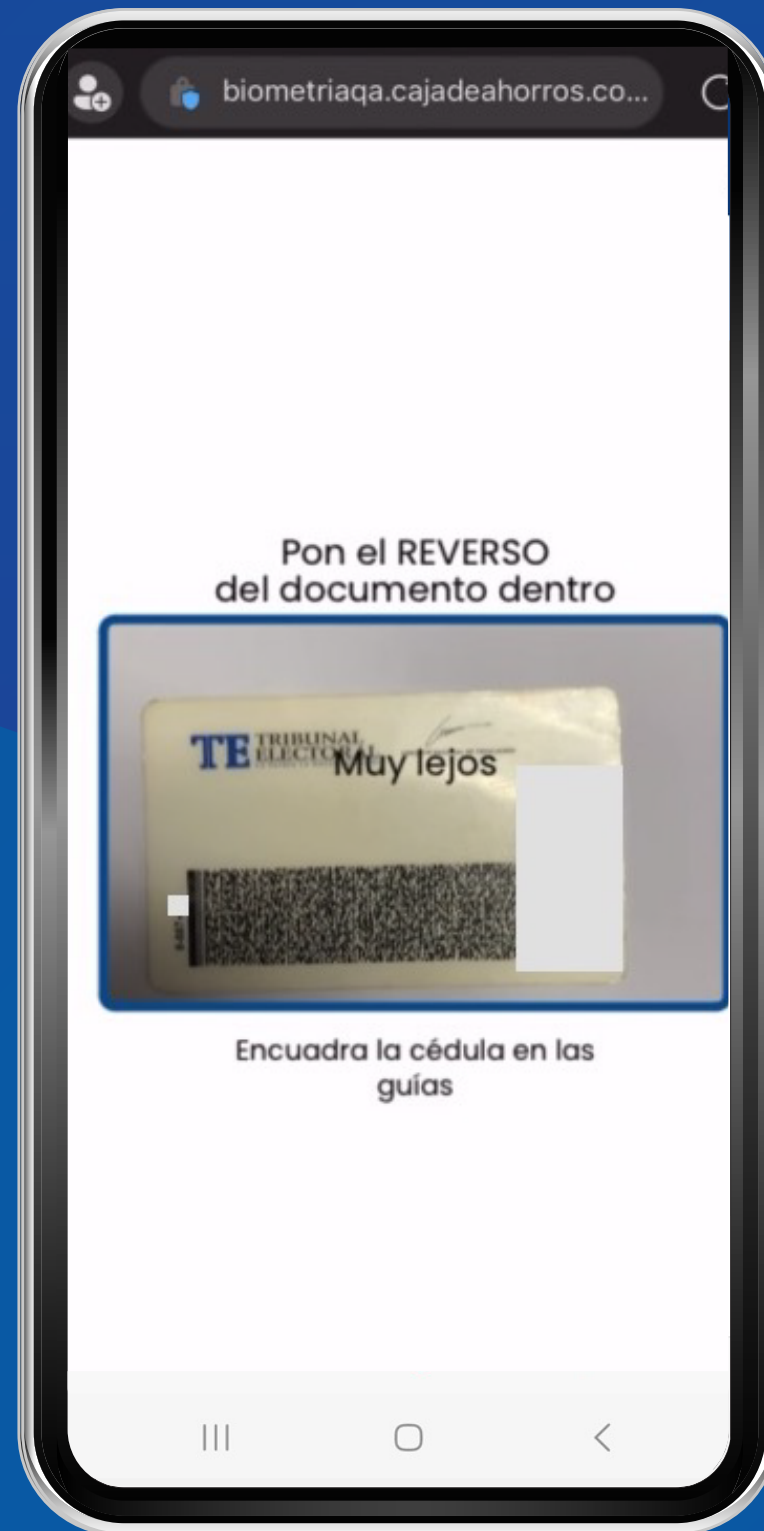 biometriaqa.cajadeahorros.co...
Pon el REVERSO
del documento dentro
TE TRIBUNAL
ELECTORAL
Muy lejos
Encuadra la cédula en las
guías